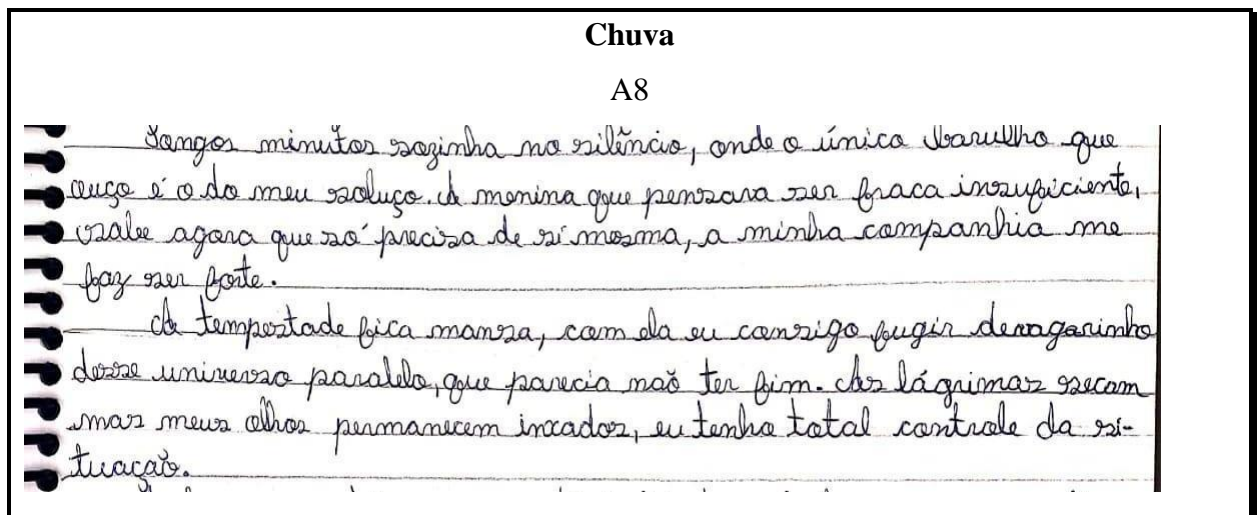 Chuva
A8
Longos minutos sozinha no silêncio, onde o único barulho que
ouço é o do meu soluço. A menina que pensara ser fraca insuficiente,
sabe agora que só precisa de si mesma, a minha companhia me
faz ser forte.
A tempestade fica mansa, com ela eu consigo fugir devagarinho
desse universo paralelo, que parecia não ter fim. As lágrimas secam
mas meus olhos permanecem inxados, eu tenho total controle da si-
tuação.